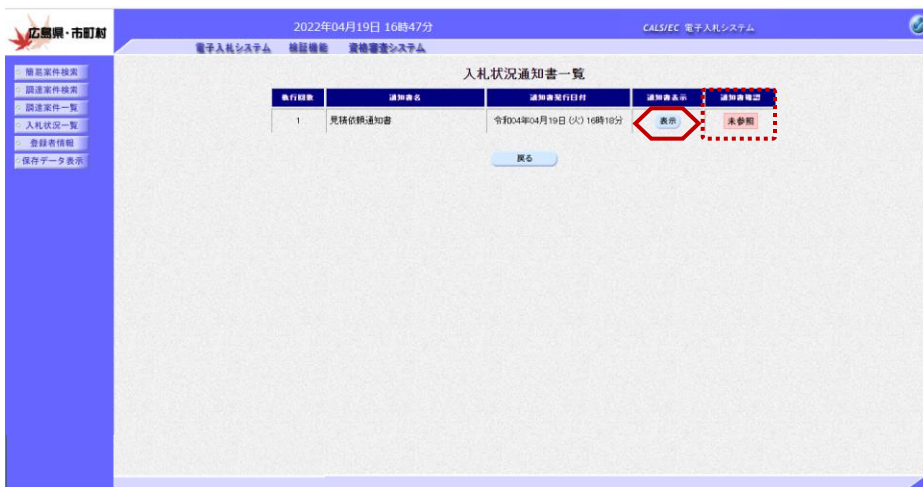 広島県・市町村
2022年04月19日 16時47分
CALS/EC 電子入札システム
電子入札システム 検証機能 資格審査システム
簡易案件検索
調達案件検索
調達案件一覧
入札状況一覧
登録者情報
保存データ表示
入札状況通知書一覧
執行回数 通知書名 通知書発行日付 通知書表示 通知書確認
1 見積依頼通知書 令和04年04月19日 (火) 16時18分 表示 未参照
戻る